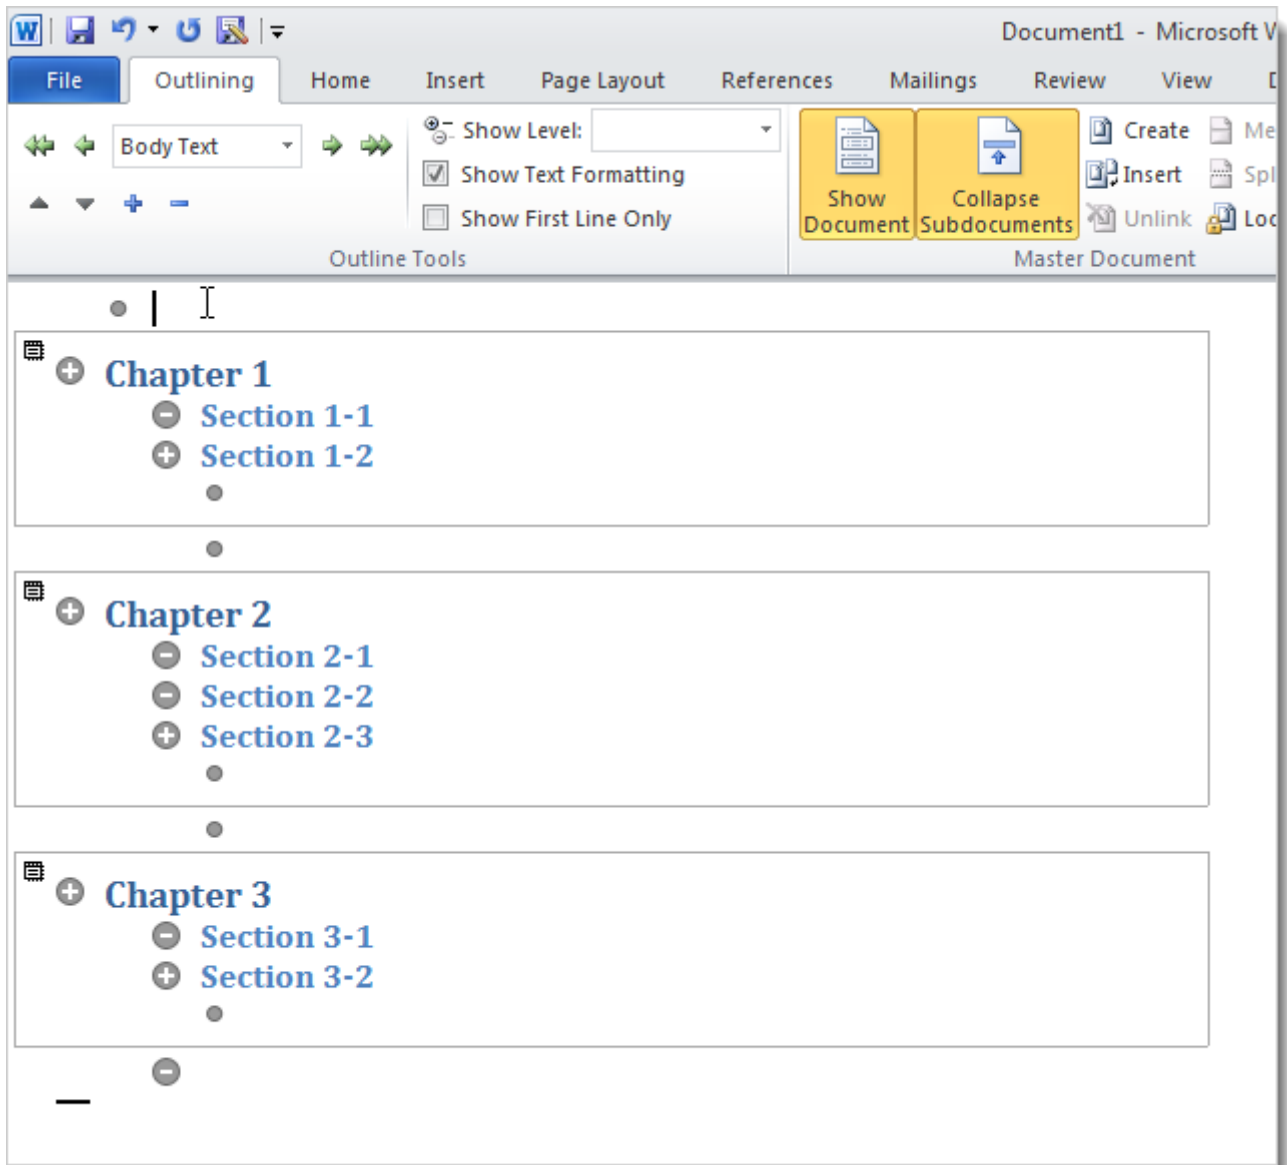 W
Document1 - Microsoft W
File Outlining Home Insert Page Layout References Mailings Review View
Body Text
Show Level:
Show Text Formatting
Show First Line Only
Outline Tools
Show Document
Collapse Subdocuments
Create
Insert
Unlink
Master Document
Chapter 1
Section 1-1
Section 1-2
Chapter 2
Section 2-1
Section 2-2
Section 2-3
Chapter 3
Section 3-1
Section 3-2